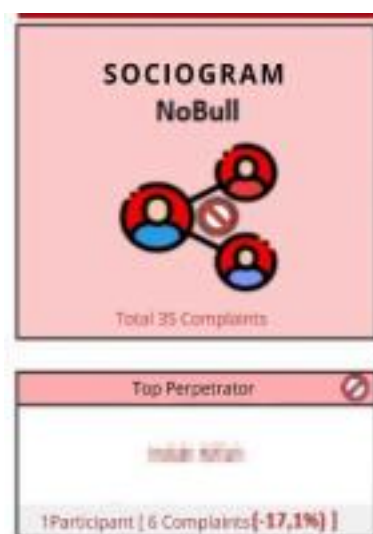 SOCIOGRAM
NoBull
Total 35 Complaints
Top Perpetrator
1Participant [ 6 Complaints(-17,1%) ]